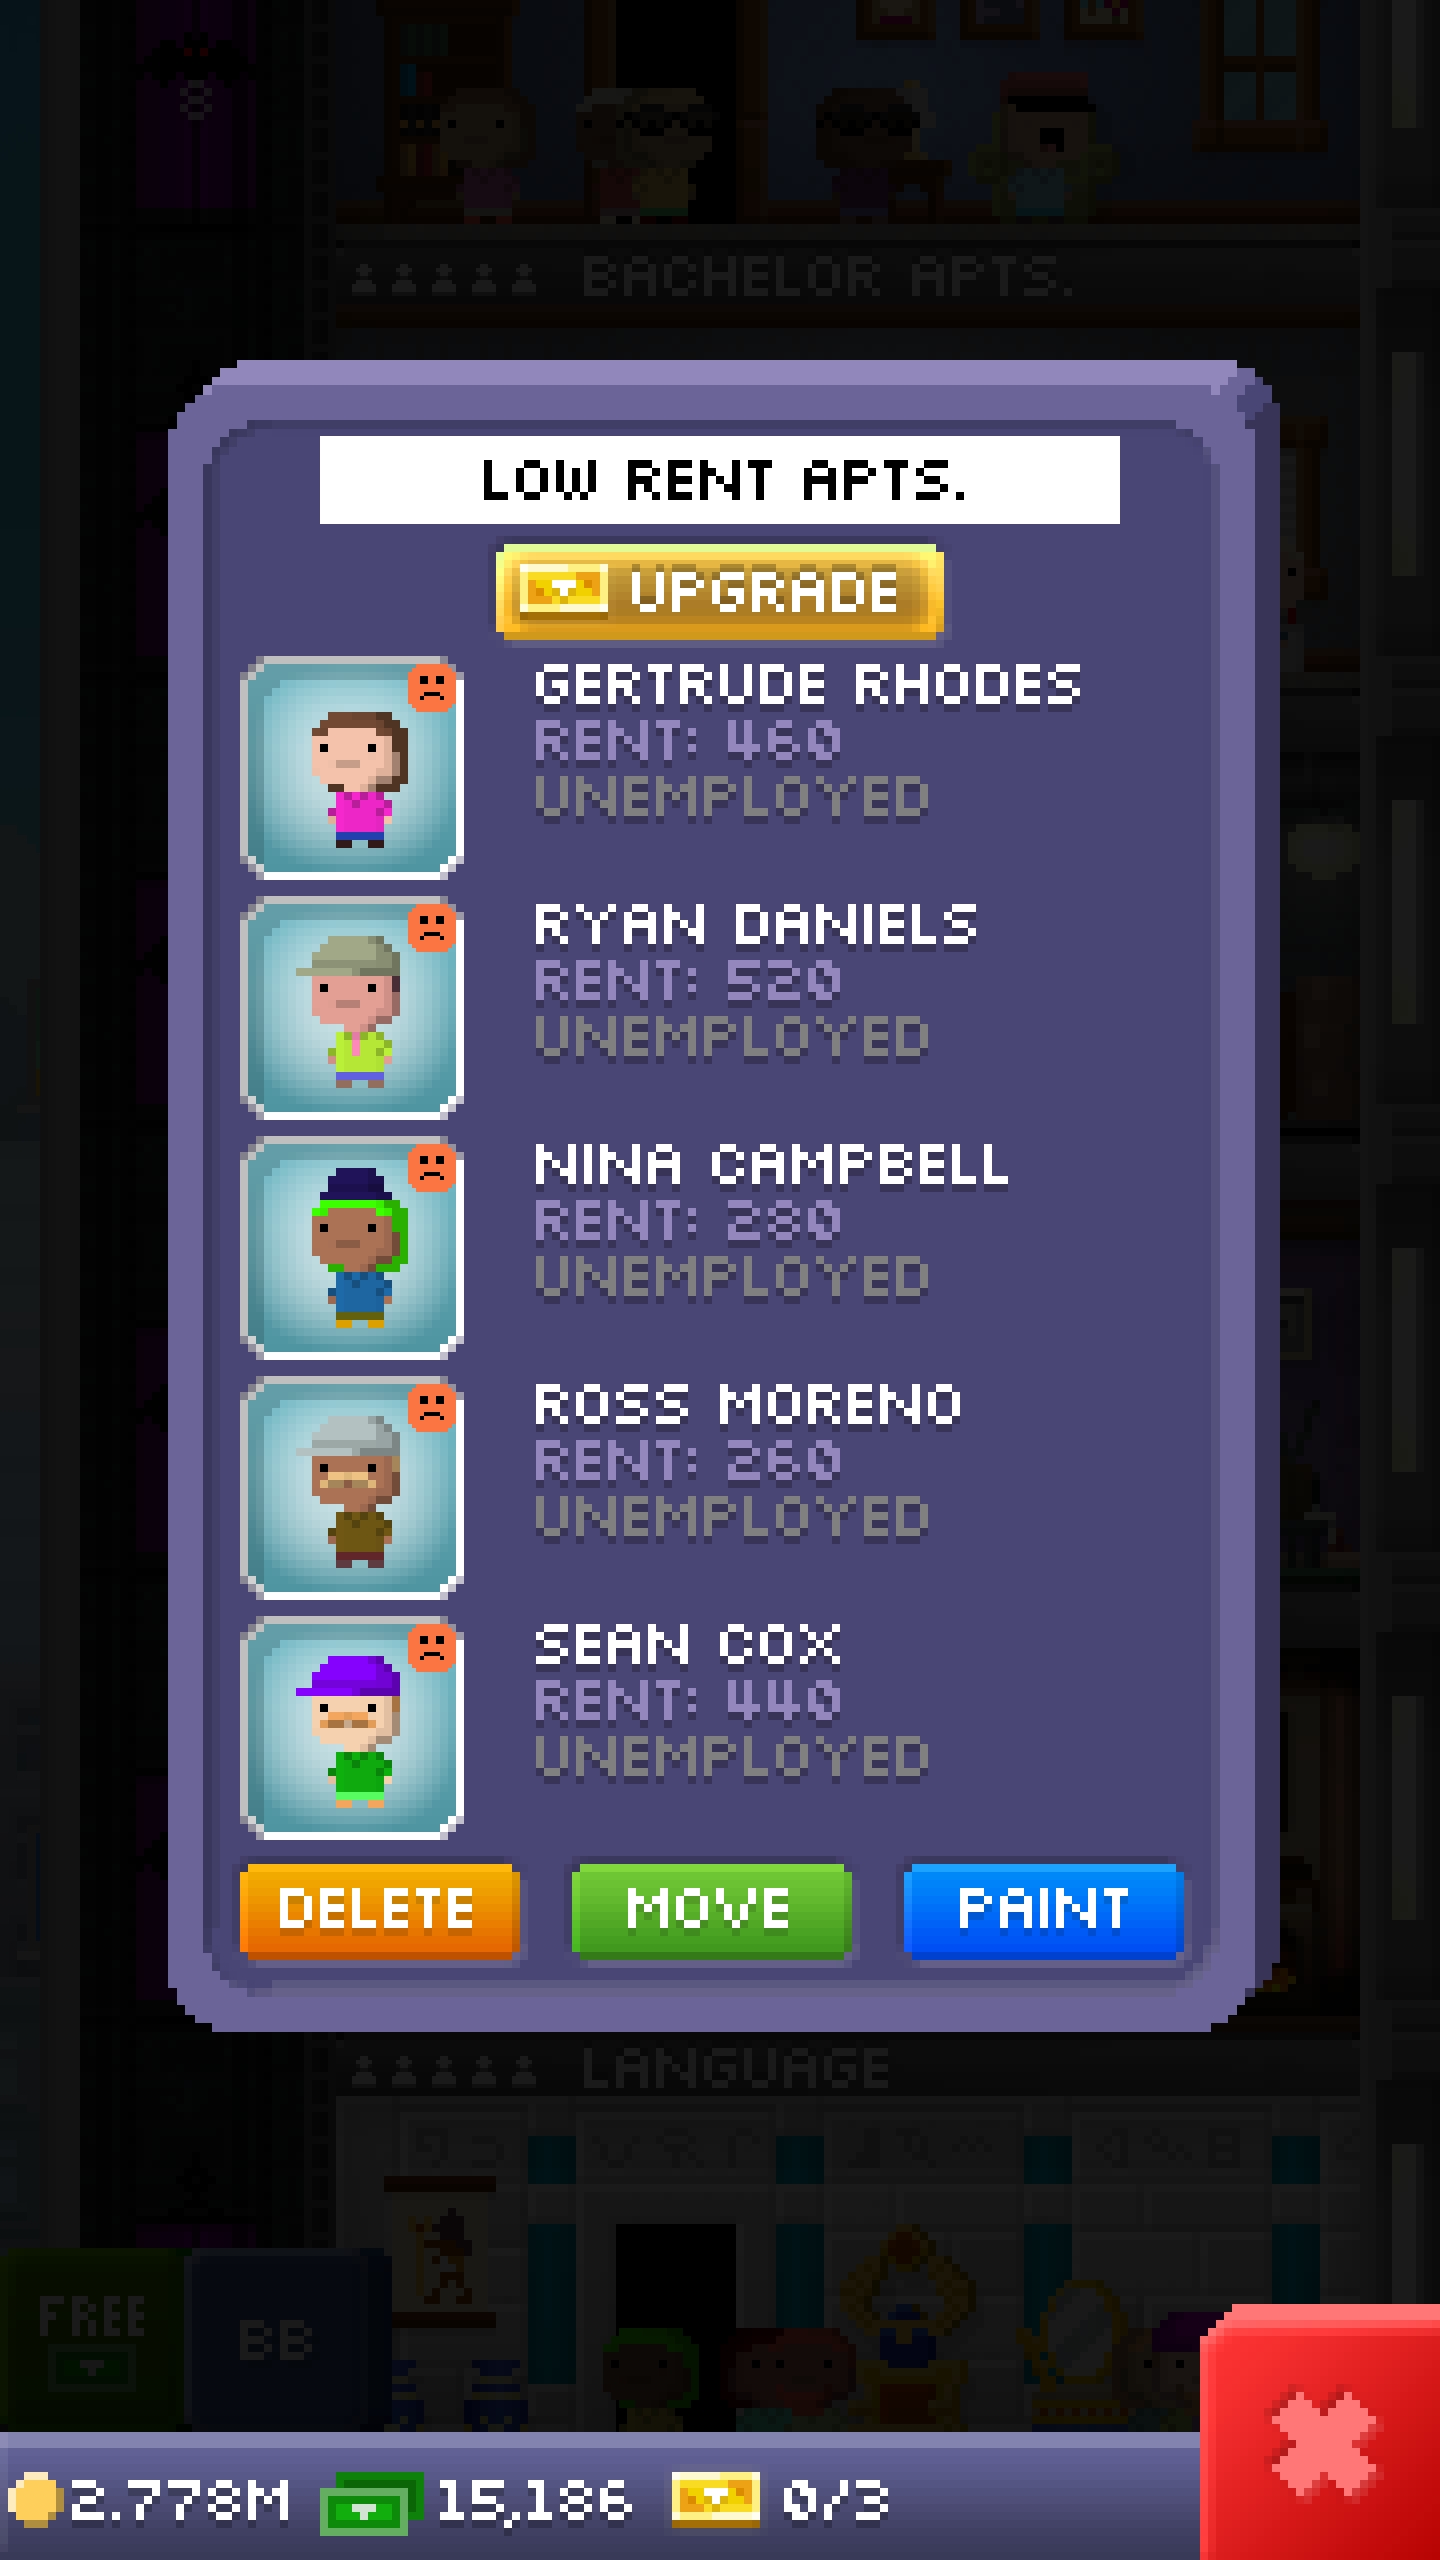 BACHELOR APTS.
LOW RENT APTS.
UPGRADE
GERTRUDE RHODES
RENT: 460
UNEMPLOYED
RYAN DANIELS
RENT: 520
UNEMPLOYED
NINA CAMPBELL
RENT: 280
UNEMPLOYED
ROSS MORENO
RENT: 260
UNEMPLOYED
SEAN COX
RENT: 440
UNEMPLOYED
DELETE
MOVE
PAINT
LANGUAGE
FREE
BB
2.778M
15,186
0/3